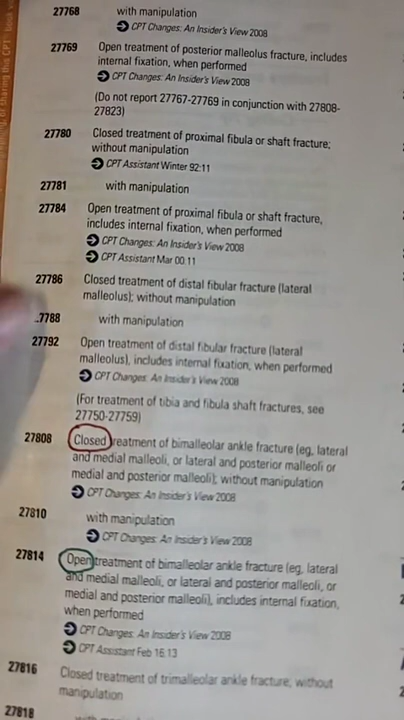 27768 with manipulation
CPT Changes: An Insider's View 2008
27769 Open treatment of posterior malleolus fracture, includes
internal fixation, when performed
CPT Changes: An Insider's View 2008
(Do not report 27767-27769 in conjunction with 27808-
27823)
27780 Closed treatment of proximal fibula or shaft fracture;
without manipulation
CPT Assistant Winter 92:11
27781 with manipulation
27784 Open treatment of proximal fibula or shaft fracture,
includes internal fixation, when performed
CPT Changes: An Insider's View 2008
CPT Assistant Mar 00:11
27786 Closed treatment of distal fibular fracture (lateral
malleolus); without manipulation
7788 with manipulation
27792 Open treatment of distal fibular fracture (lateral
malleolus), includes internal fixation, when performed
CPT Changes: An Insider's View 2008
(For treatment of tibia and fibula shaft fractures, see
27750-27759)
27808 Closed treatment of bimalleolar ankle fracture (eg, lateral
and medial malleoli, or lateral and posterior malleoli or
medial and posterior malleoli); without manipulation
CPT Changes: An Insider's View 2008
27810 with manipulation
CPT Changes: An Insider's View 2008
27814 Open treatment of bimalleolar ankle fracture (eg, lateral
and medial malleoli, or lateral and posterior malleoli, or
medial and posterior malleoli), includes internal fixation,
when performed
CPT Changes: An Insider's View 2008
CPT Assistant Feb 16:13
27816 Closed treatment of trimalleolar ankle fracture; without
manipulation
27818
or sharing this CPT® book